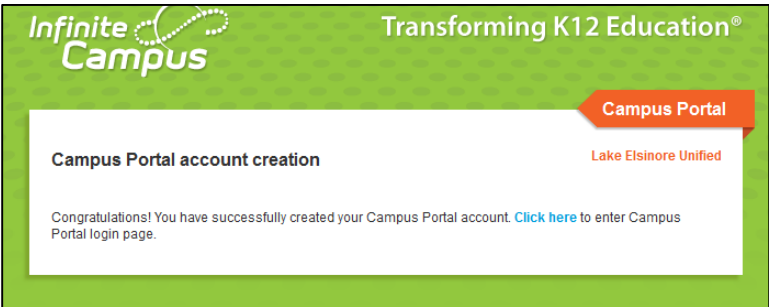 Infinite
Campus
Transforming K12 Education®
Campus Portal
Campus Portal account creation
Lake Elsinore Unified
Congratulations! You have successfully created your Campus Portal account. Click here to enter Campus
Portal login page.